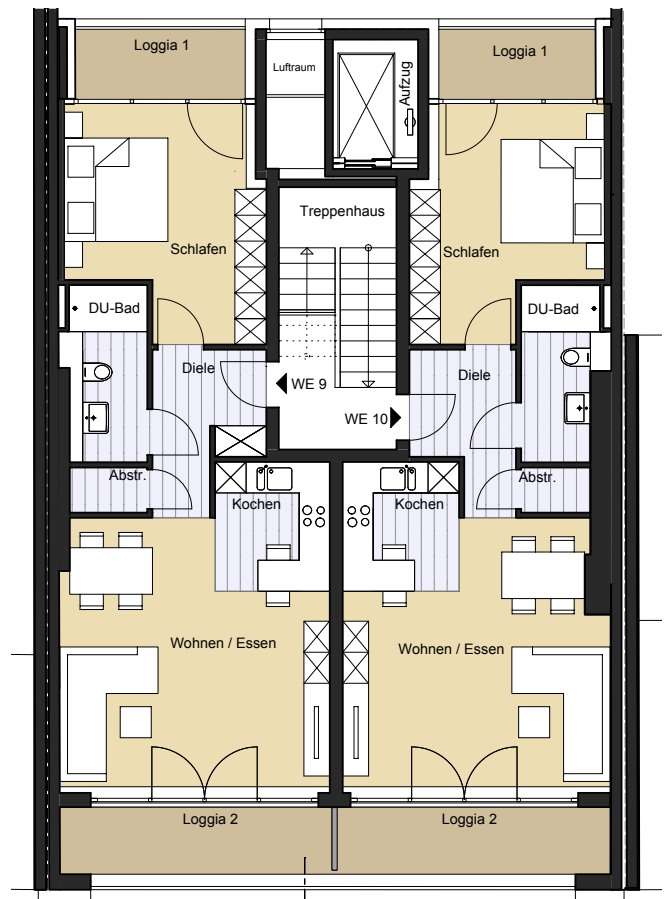 Loggia 1
Loggia 1
Luftraum
Aufzug
Treppenhaus
Schlafen
Schlafen
DU-Bad
DU-Bad
Diele
Diele
WE 9
WE 10
Abstr.
Abstr.
Kochen
Kochen
Wohnen / Essen
Wohnen / Essen
Loggia 2
Loggia 2